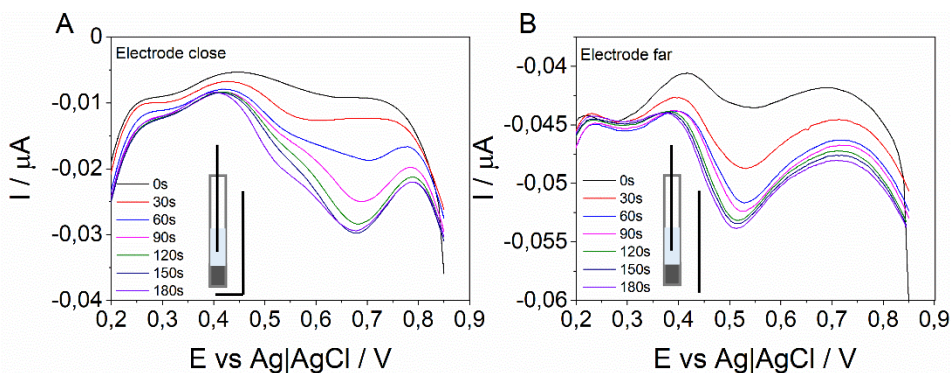 A
Electrode close
0
-0,01
-0,02
-0,03
-0,04
I / μA
0s
30s
60s
90s
120s
150s
180s
0,2 0,3 0,4 0,5 0,6 0,7 0,8 0,9
E vs Ag|AgCl / V
B
Electrode far
-0,04
-0,045
-0,05
-0,053
-0,06
I / μA
0s
30s
60s
90s
120s
150s
180s
0,2 0,3 0,4 0,5 0,6 0,7 0,8 0,9
E vs Ag|AgCl / V